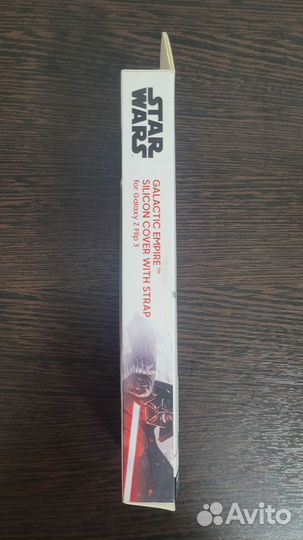 STAR
WARS
GALACTIC EMPIRE™
SILICON COVER WITH STRAP
for Galaxy Z Flip 3
Avito